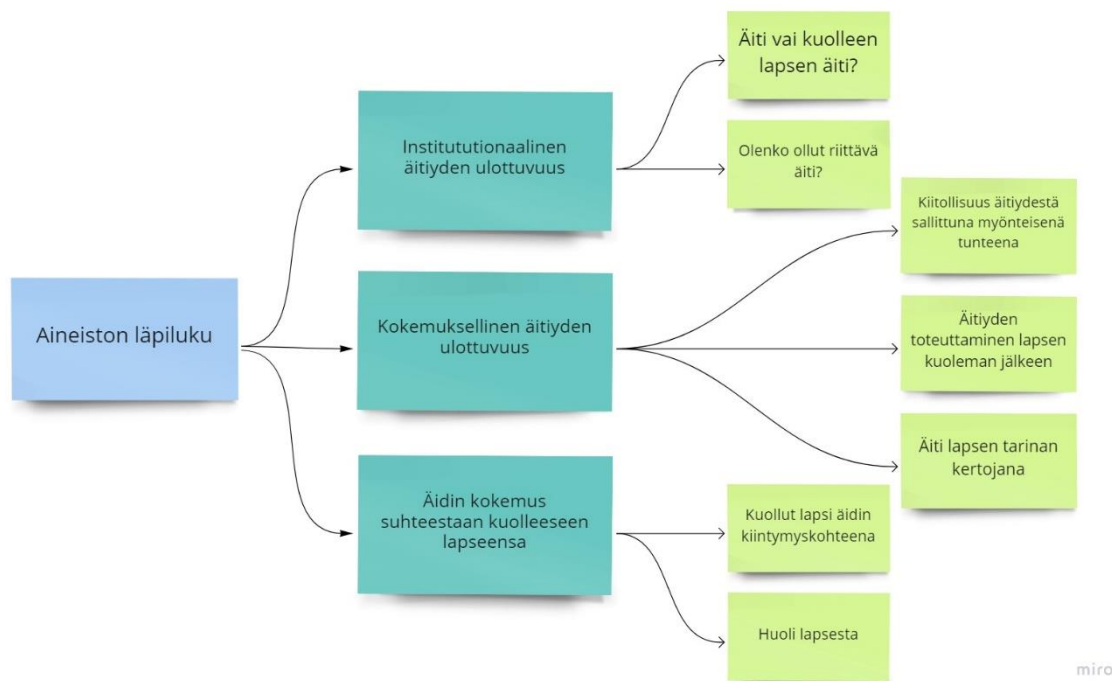 Aineiston läpiluku
Institututionaalinen
äitiyden ulottuvuus
Äiti vai kuolleen
lapsen äiti?
Olenko ollut riittävä
äiti?
Kokemuksellinen äitiyden
ulottuvuus
Kiitollisuus äitiydestä
sallittuna myönteisenä
tunteena
Äitiyden
toteuttaminen lapsen
kuoleman jälkeen
Äiti lapsen tarinan
kertojana
Äidin kokemus
suhteestaan kuolleeseen
lapseensa
Kuollut lapsi äidin
kiintymyskohteena
Huoli lapsesta
miro